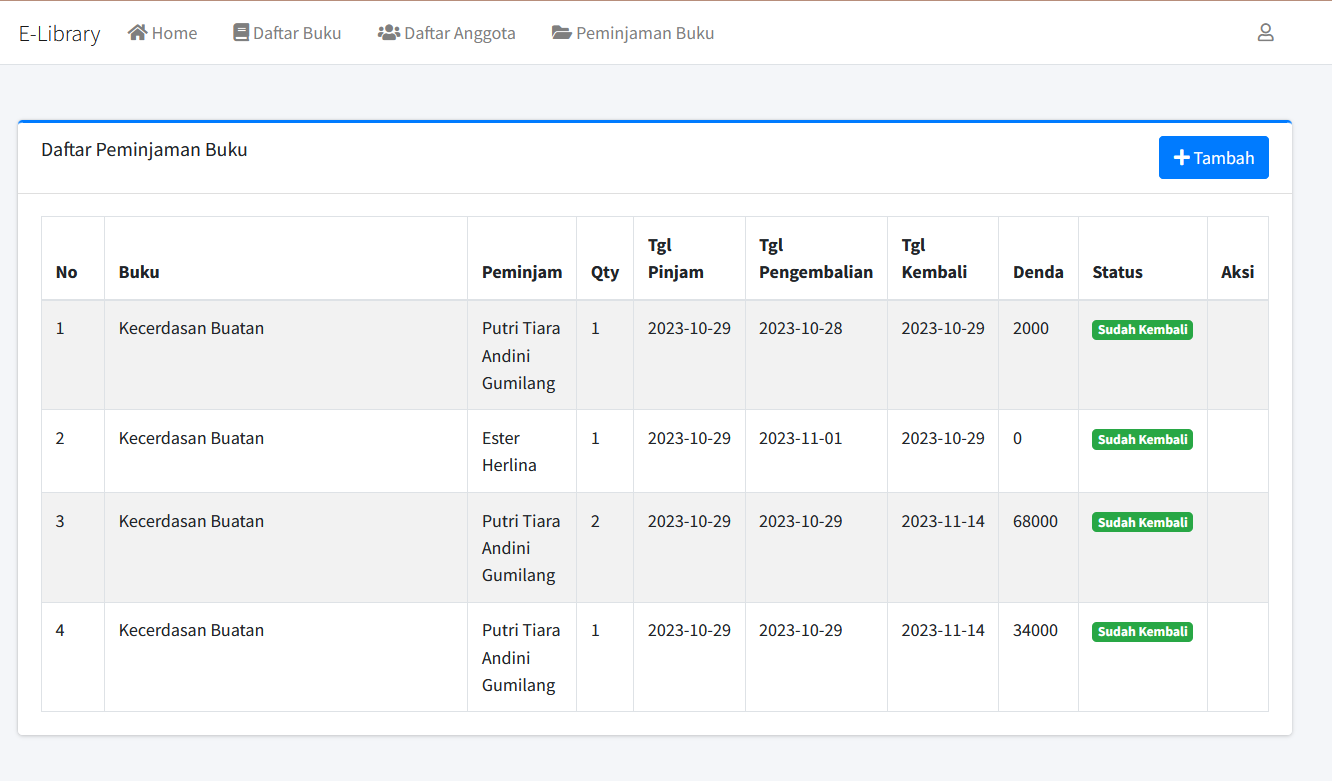 E-Library Home Daftar Buku Daftar Anggota Peminjaman Buku
Daftar Peminjaman Buku
Tambah
No Buku Peminjam Qty Tgl Pinjam Tgl Pengembalian Tgl Kembali Denda Status Aksi
1 Kecerdasan Buatan Putri Tiara Andini Gumilang 1 2023-10-29 2023-10-28 2023-10-29 2000 Sudah Kembali
2 Kecerdasan Buatan Ester Herlina 1 2023-10-29 2023-11-01 2023-10-29 0 Sudah Kembali
3 Kecerdasan Buatan Putri Tiara Andini Gumilang 2 2023-10-29 2023-10-29 2023-11-14 68000 Sudah Kembali
4 Kecerdasan Buatan Putri Tiara Andini Gumilang 1 2023-10-29 2023-10-29 2023-11-14 34000 Sudah Kembali